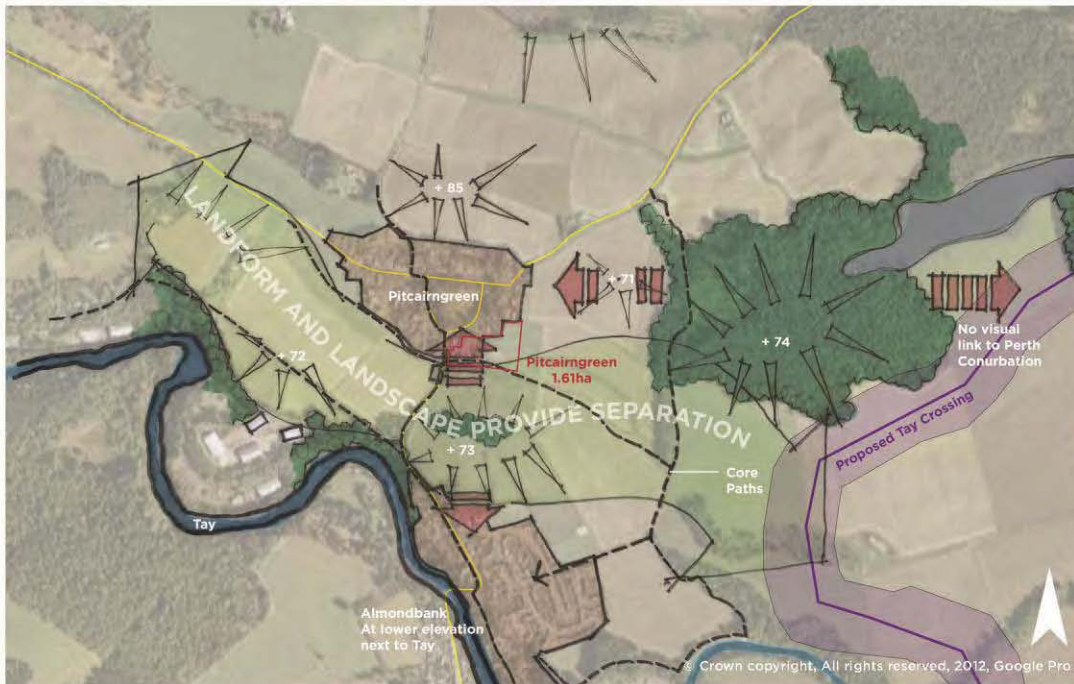 + 85
LANDFORM AND LANDSCAPE PROVIDE SEPARATION
+ 71
Pitcairngreen
Pitcairngreen
1.61ha
+ 72
+ 74
No visual
link to Perth
Conurbation
+ 73
Proposed Tay Crossing
Core
Paths
Tay
Almondbank
At lower elevation
next to Tay
© Crown copyright, All rights reserved, 2012, Google Pro